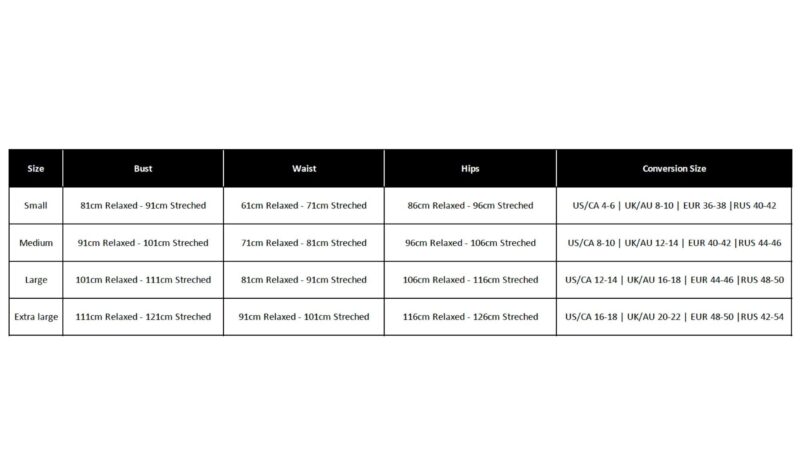 Size Bust Waist Hips Conversion Size
Small 81cm Relaxed - 91cm Streched 61cm Relaxed - 71cm Streched 86cm Relaxed - 96cm Streched US/CA 4-6 | UK/AU 8-10 | EUR 36-38 |RUS 40-42
Medium 91cm Relaxed - 101cm Streched 71cm Relaxed - 81cm Streched 96cm Relaxed - 106cm Streched US/CA 8-10 | UK/AU 12-14 | EUR 40-42 |RUS 44-46
Large 101cm Relaxed - 111cm Streched 81cm Relaxed - 91cm Streched 106cm Relaxed - 116cm Streched US/CA 12-14 | UK/AU 16-18 | EUR 44-46 |RUS 48-50
Extra large 111cm Relaxed - 121cm Streched 91cm Relaxed - 101cm Streched 116cm Relaxed - 126cm Streched US/CA 16-18 | UK/AU 20-22 | EUR 48-50 |RUS 42-54